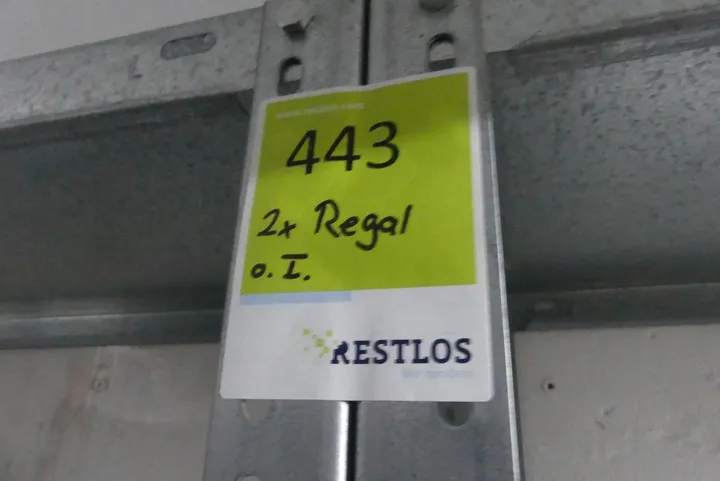 443
2x Regal
o. I.
RESTLOS